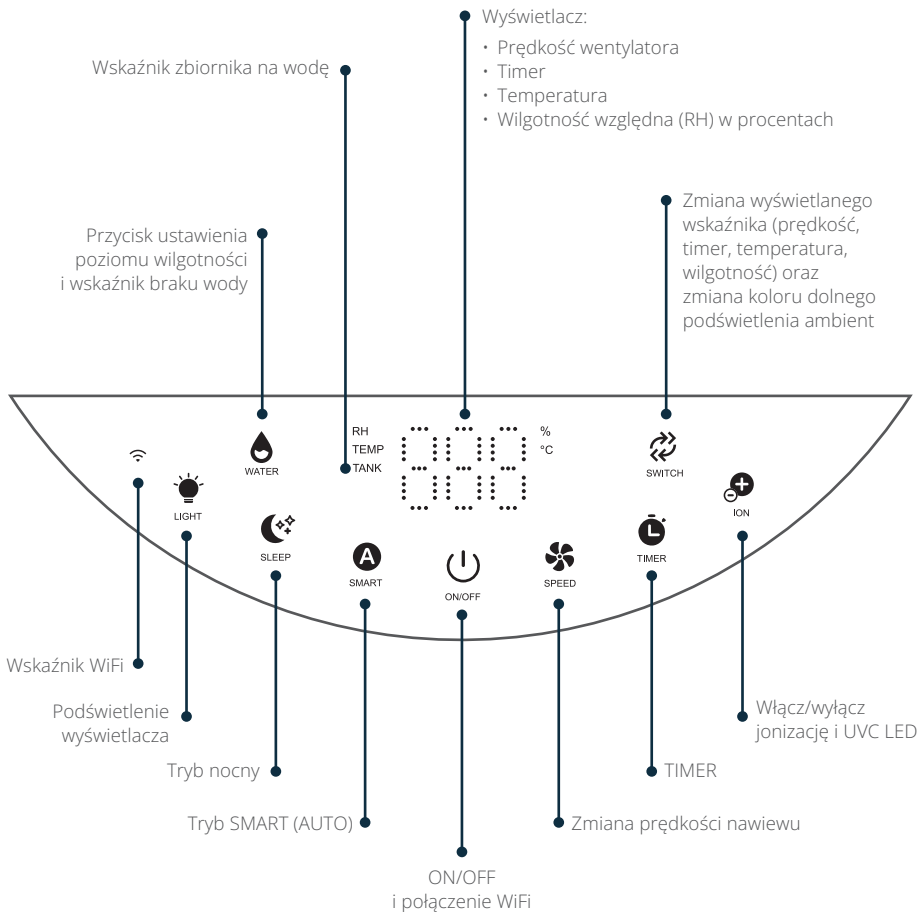 Wyświetlacz:
• Prędkość wentylatora
• Timer
• Temperatura
• Wilgotność względna (RH) w procentach
Wskaźnik zbiornika na wodę
Zmiana wyświetlanego
wskaźnika (prędkość,
timer, temperatura,
wilgotność) oraz
zmiana koloru dolnego
podświetlenia ambient
Przycisk ustawienia
poziomu wilgotności
i wskaźnik braku wody
RH
TEMP
TANK
%
°C
WATER
SWITCH
LIGHT
ION
SLEEP
TIMER
A
SMART
ON/OFF
SPEED
Wskaźnik WiFi
Podświetlenie
wyświetlacza
Włącz/wyłącz
jonizację i UVC LED
Tryb nocny
TIMER
Tryb SMART (AUTO)
Zmiana prędkości nawiewu
ON/OFF
i połączenie WiFi